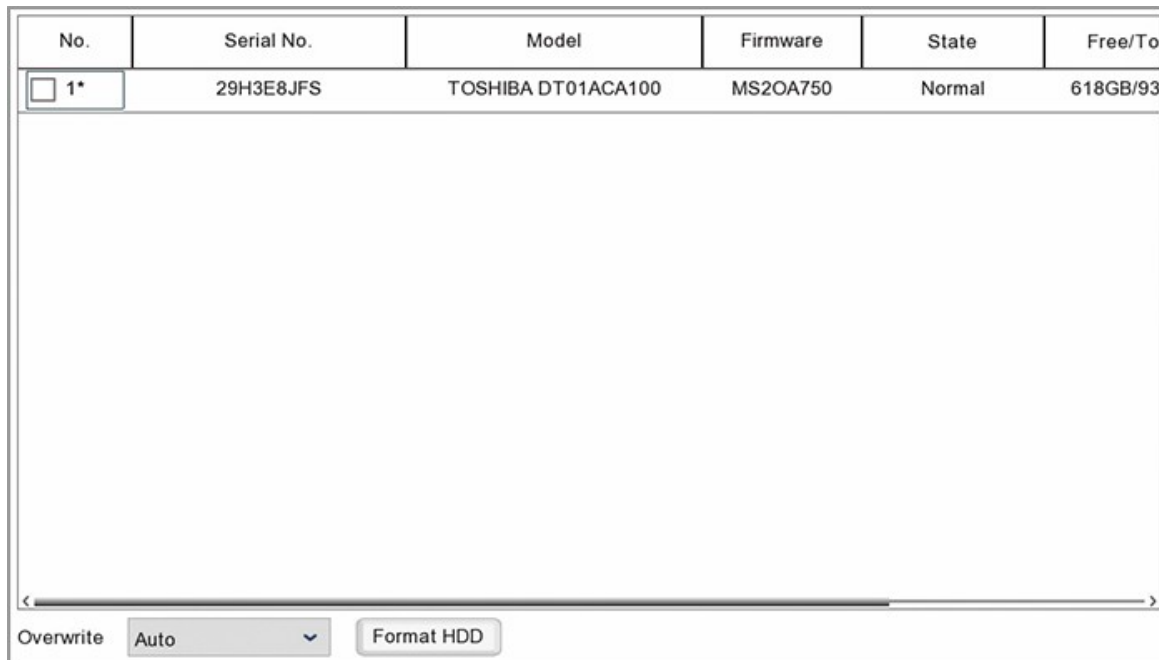 No. Serial No. Model Firmware State Free/To
1* 29H3E8JFS TOSHIBA DT01ACA100 MS2OA750 Normal 618GB/93
Overwrite Auto Format HDD